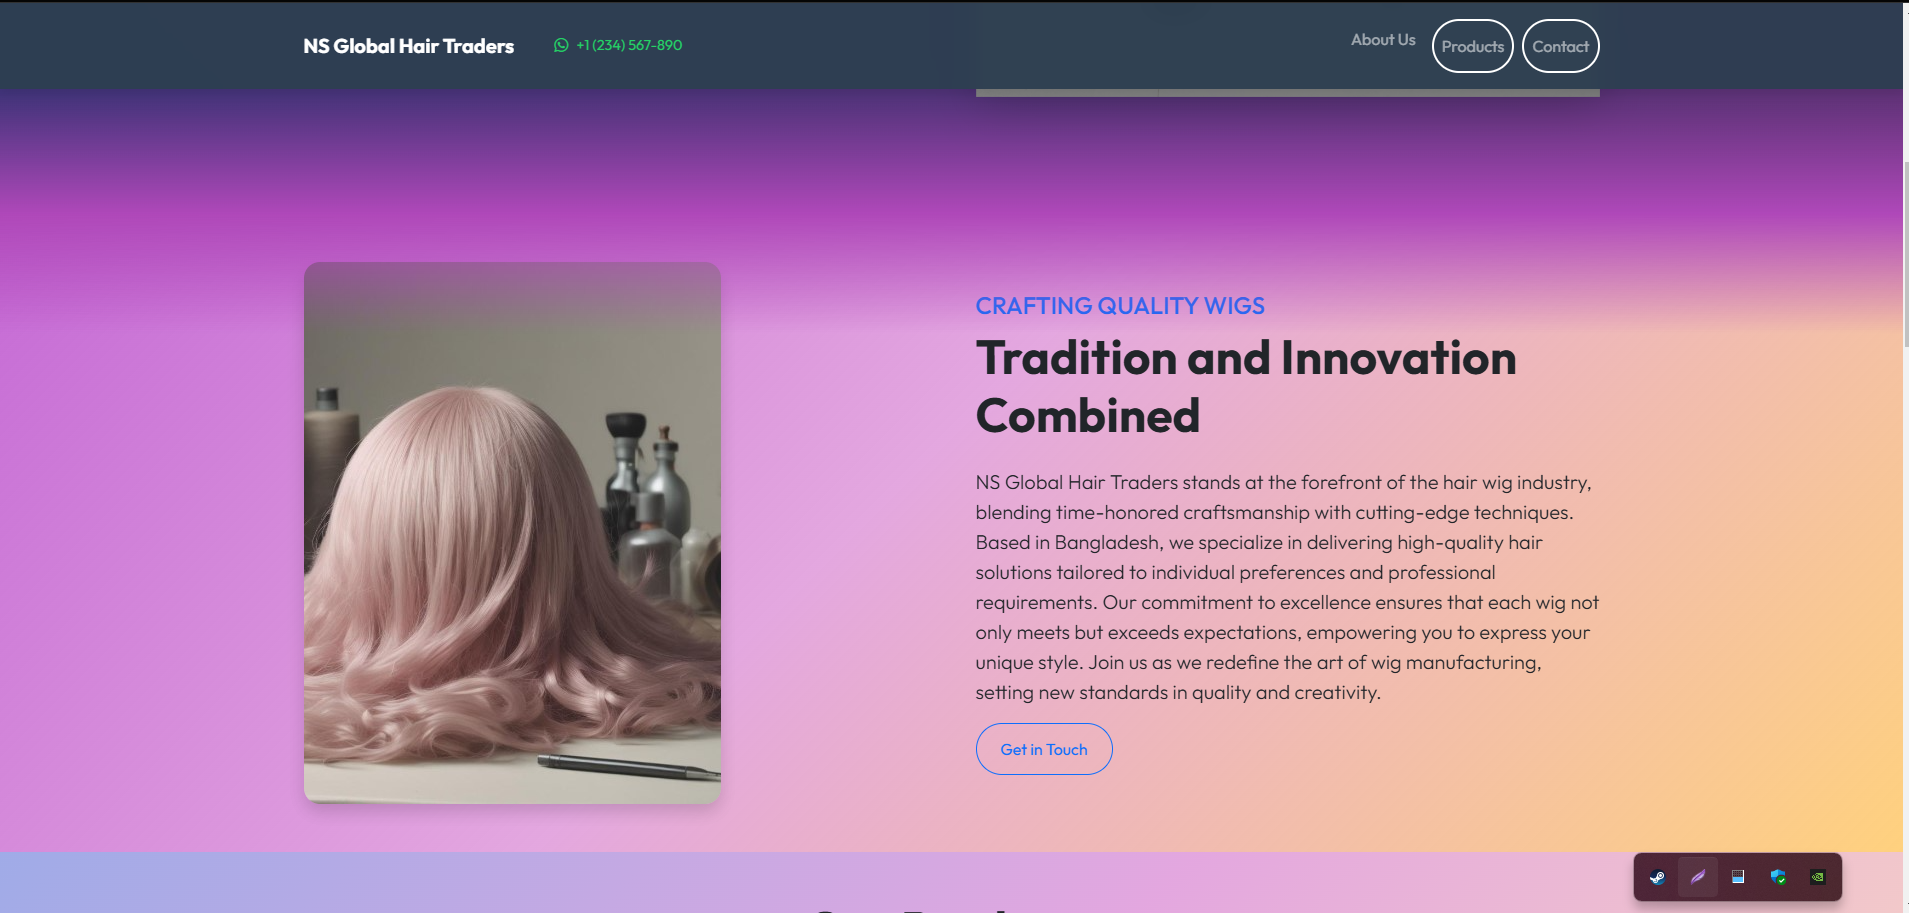 NS Global Hair Traders
+1 (234) 567-890
About Us
Products
Contact
CRAFTING QUALITY WIGS
Tradition and Innovation
Combined
NS Global Hair Traders stands at the forefront of the hair wig industry,
blending time-honored craftsmanship with cutting-edge techniques.
Based in Bangladesh, we specialize in delivering high-quality hair
solutions tailored to individual preferences and professional
requirements. Our commitment to excellence ensures that each wig not
only meets but exceeds expectations, empowering you to express your
unique style. Join us as we redefine the art of wig manufacturing,
setting new standards in quality and creativity.
Get in Touch